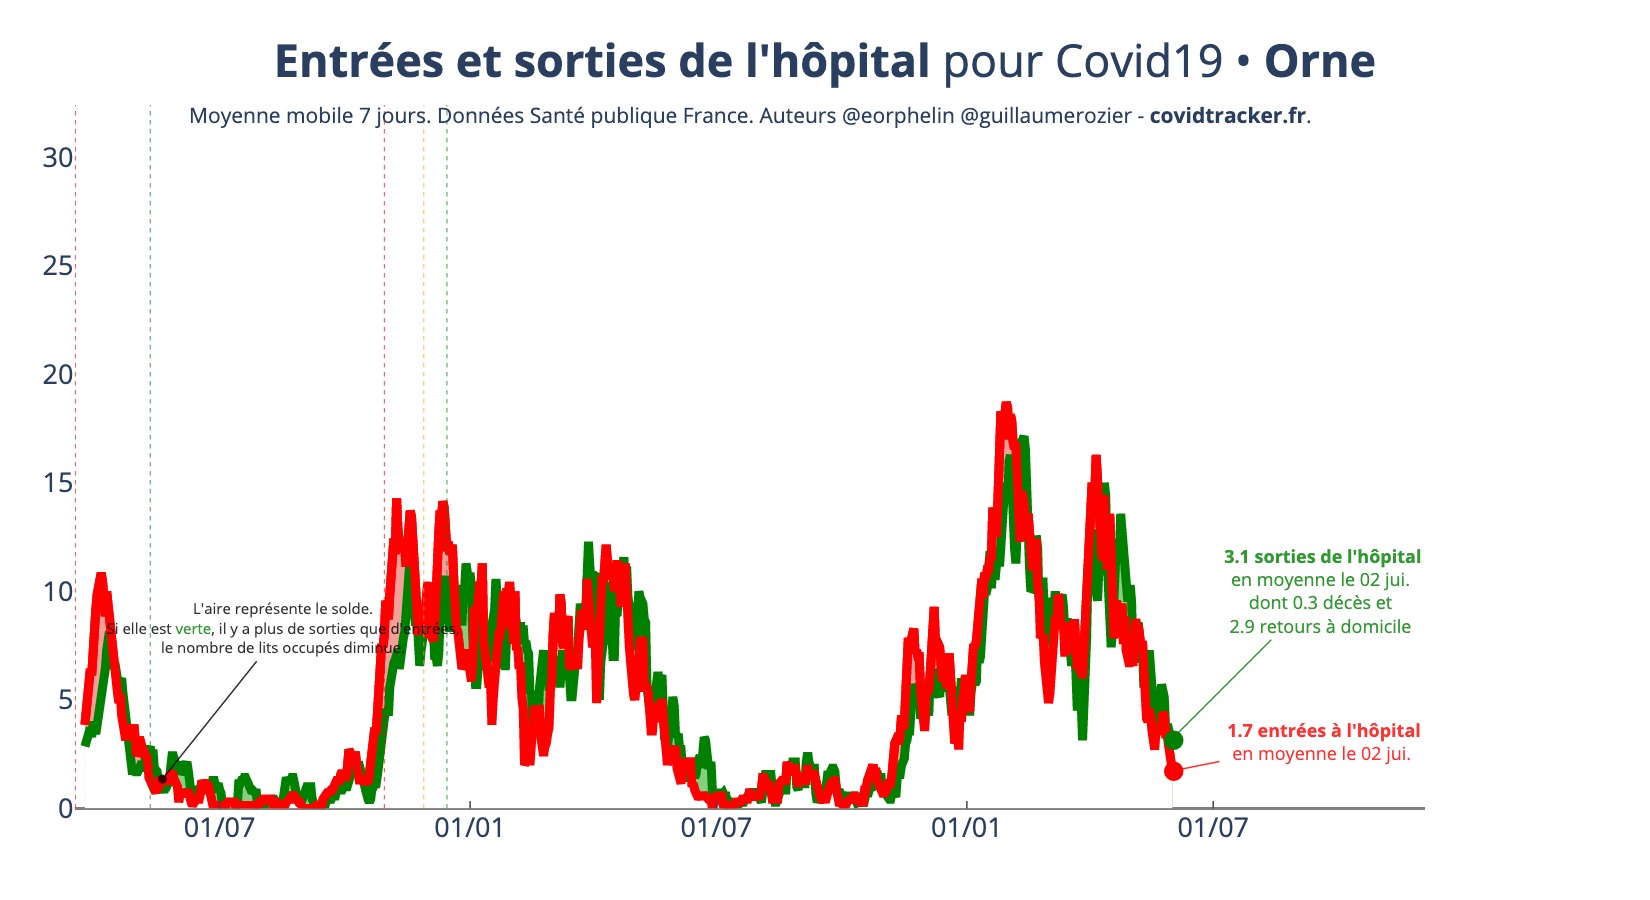 Entrées et sorties de l'hôpital pour Covid19 • Orne
Moyenne mobile 7 jours. Données Santé publique France. Auteurs @eorphelin @guillaumerozier - covidtracker.fr.
30
25
20
15
10
5
0
L'aire représente le solde.
Si elle est verte, il y a plus de sorties que d'entrées,
le nombre de lits occupés diminue.
3.1 sorties de l'hôpital
en moyenne le 02 jui.
dont 0.3 décès et
2.9 retours à domicile
1.7 entrées à l'hôpital
en moyenne le 02 jui.
01/07
01/01
01/07
01/01
01/07